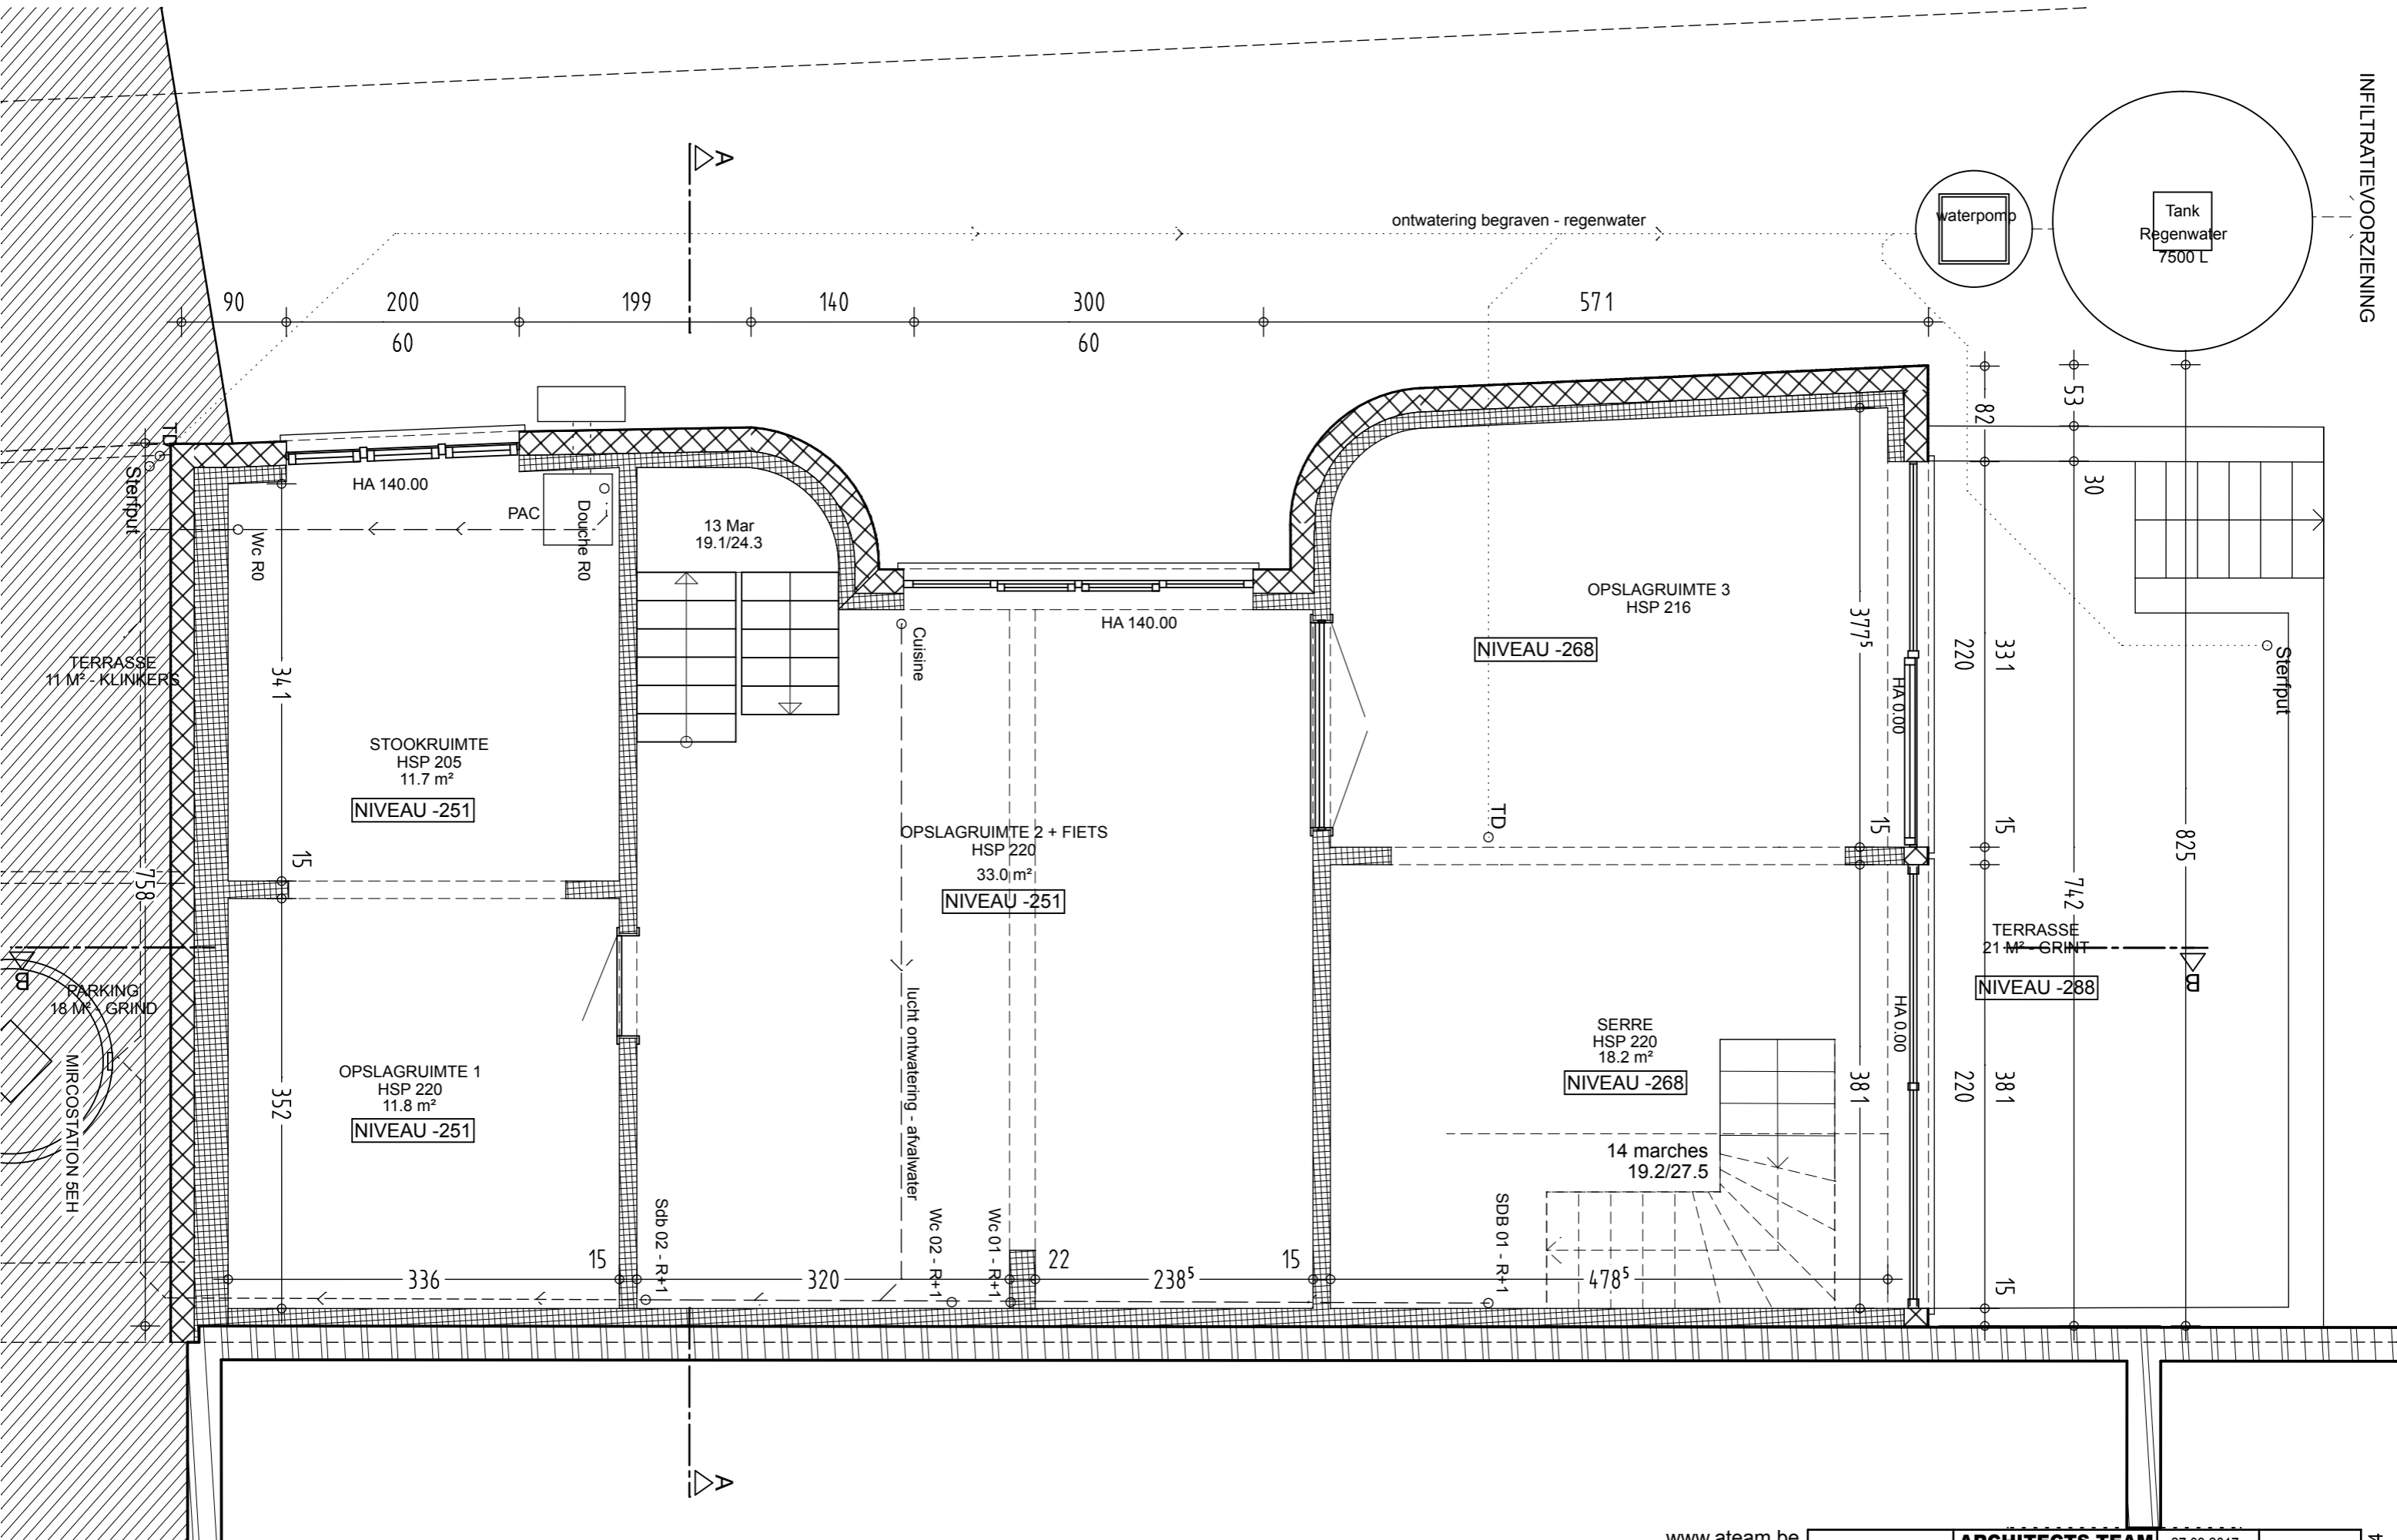 INFILTRATIEVOORZIENING
Tank
Regenwater
7500 L
waterpomp
ontwatering begraven - regenwater
A
90
200
199
140
300
571
60
60
TD
Sterfput
HA 140.00
PAC
Douche R0
Wc R0
13 Mar
19.1/24.3
HA 140.00
Cuisine
OPSLAGRUIMTE 3
HSP 216
NIVEAU -268
377⁵
HA 0.00
82
53
30
331
220
Sterfput
TERRASSE
11 M² - KLINKERS
341
STOOKRUIMTE
HSP 205
11.7 m²
NIVEAU -251
15
758
OPSLAGRUIMTE 2 + FIETS
HSP 220
33.0 m²
NIVEAU -251
TD
15
15
825
742
TERRASSE
21 M² - GRINT
NIVEAU -288
B
B
PARKING
18 M² - GRIND
MIRCOSTATION 5EH
OPSLAGRUIMTE 1
HSP 220
11.8 m²
NIVEAU -251
352
lucht ontwatering - afvalwater
SERRE
HSP 220
18.2 m²
NIVEAU -268
HA 0.00
381
381
220
14 marches
19.2/27.5
Sdb 02 - R+1
Wc 02 - R+1
Wc 01 - R+1
SDB 01 - R+1
336
15
320
22
238⁵
15
478⁵
15
A
www.ateam.be
ARCHITECTS TEAM